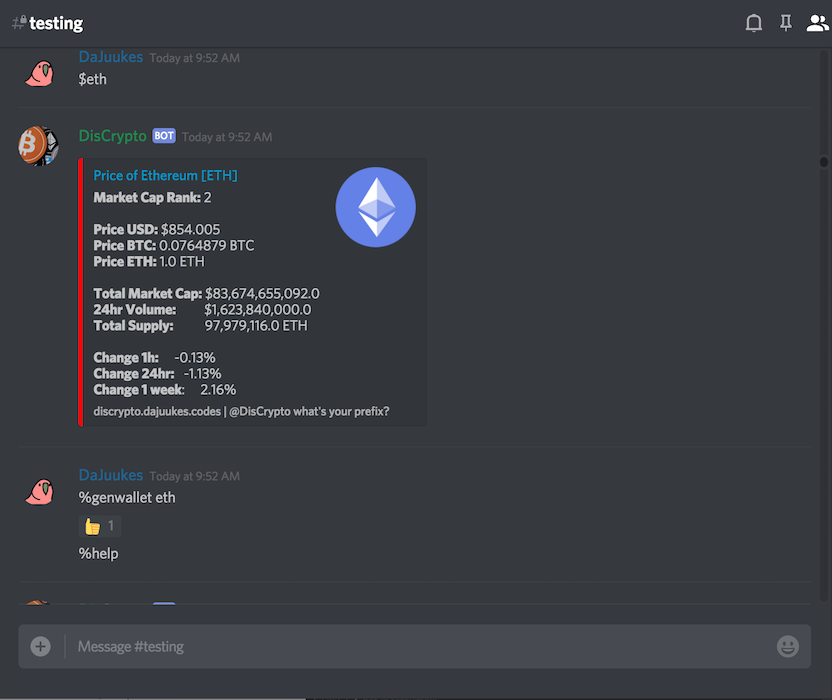 #testing
DaJuukes Today at 9:52 AM
$eth
DisCrypto BOT Today at 9:52 AM
Price of Ethereum [ETH]
Market Cap Rank: 2
Price USD: $854.005
Price BTC: 0.0764879 BTC
Price ETH: 1.0 ETH
Total Market Cap: $83,674,655,092.0
24hr Volume: $1,623,840,000.0
Total Supply: 97,979,116.0 ETH
Change 1h: -0.13%
Change 24hr: -1.13%
Change 1 week: 2.16%
discrypto.dajuukes.codes | @DisCrypto what's your prefix?
DaJuukes Today at 9:52 AM
%genwallet eth
1
%help
Message #testing